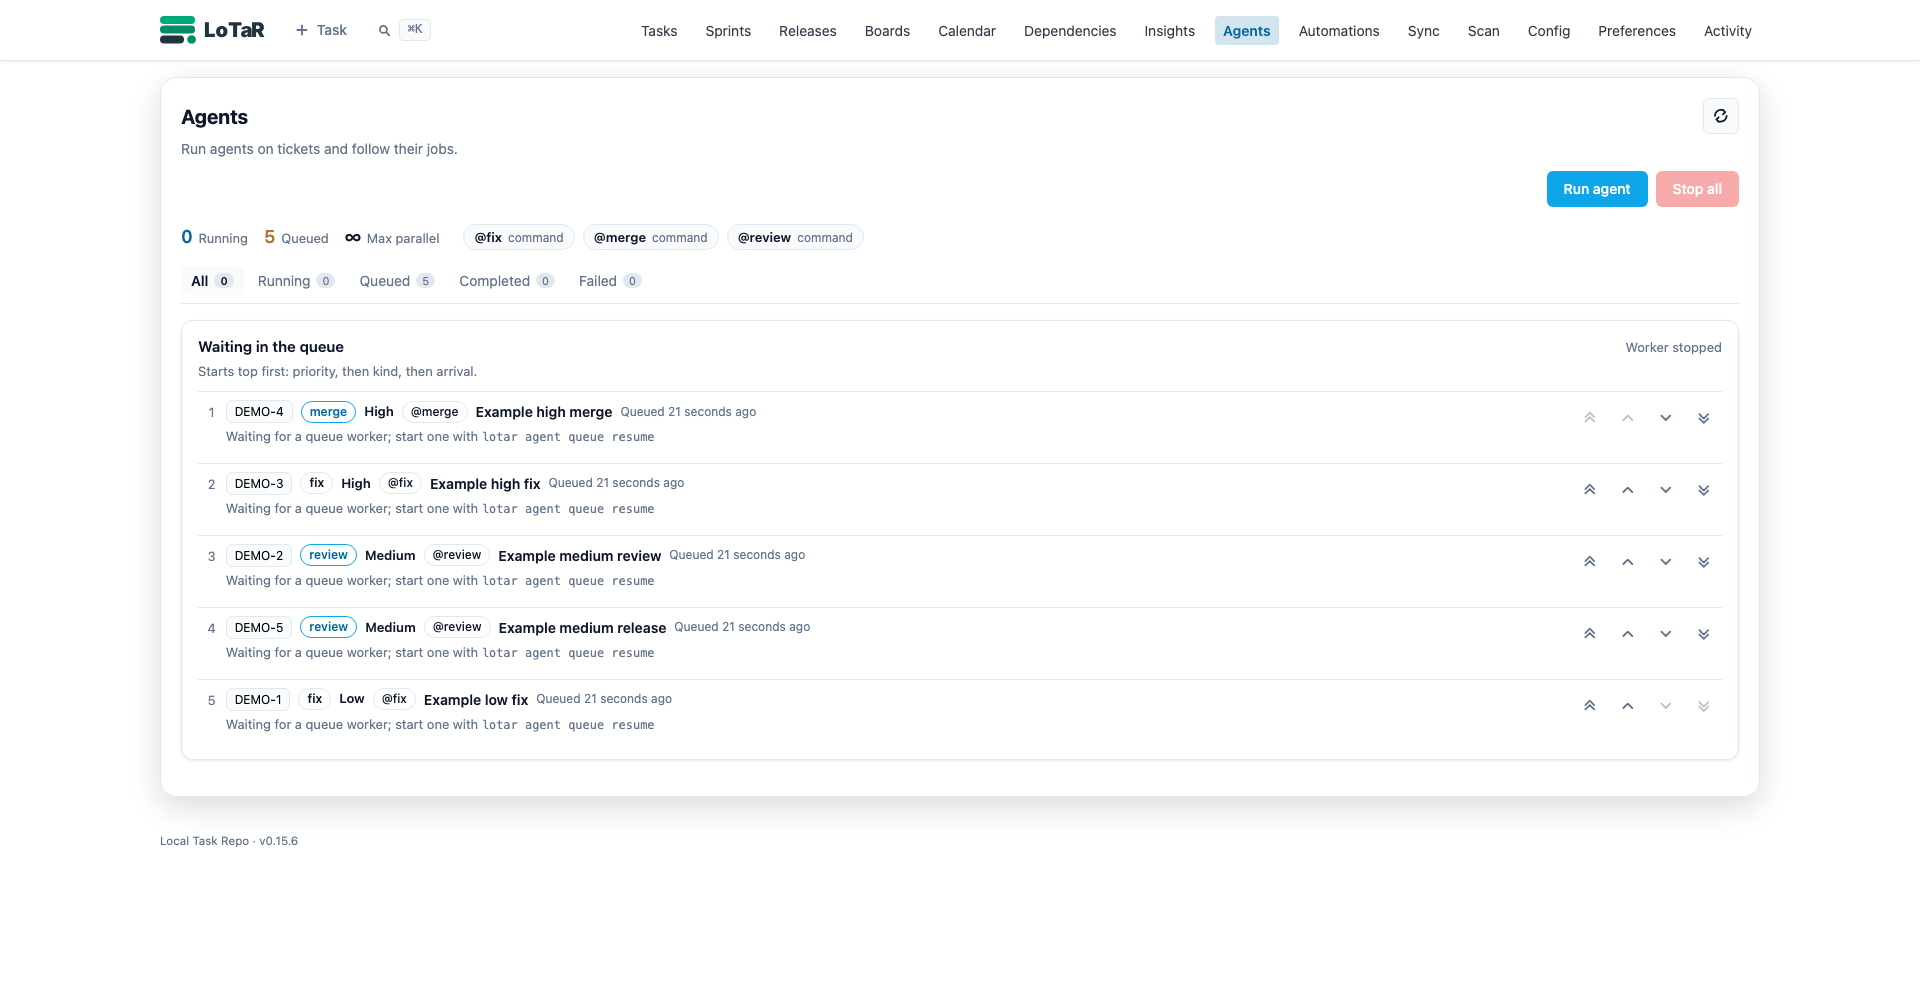 LoTaR
+ Task
⌘K
Tasks Sprints Releases Boards Calendar Dependencies Insights Agents Automations Sync Scan Config Preferences Activity
Agents
Run agents on tickets and follow their jobs.
Run agent Stop all
0 Running 5 Queued ∞ Max parallel @fix command @merge command @review command
All 0 Running 0 Queued 5 Completed 0 Failed 0
Waiting in the queue Worker stopped
Starts top first: priority, then kind, then arrival.
1 DEMO-4 merge High @merge Example high merge Queued 21 seconds ago
Waiting for a queue worker; start one with lotar agent queue resume
2 DEMO-3 fix High @fix Example high fix Queued 21 seconds ago
Waiting for a queue worker; start one with lotar agent queue resume
3 DEMO-2 review Medium @review Example medium review Queued 21 seconds ago
Waiting for a queue worker; start one with lotar agent queue resume
4 DEMO-5 review Medium @review Example medium release Queued 21 seconds ago
Waiting for a queue worker; start one with lotar agent queue resume
5 DEMO-1 fix Low @fix Example low fix Queued 21 seconds ago
Waiting for a queue worker; start one with lotar agent queue resume
Local Task Repo · v0.15.6